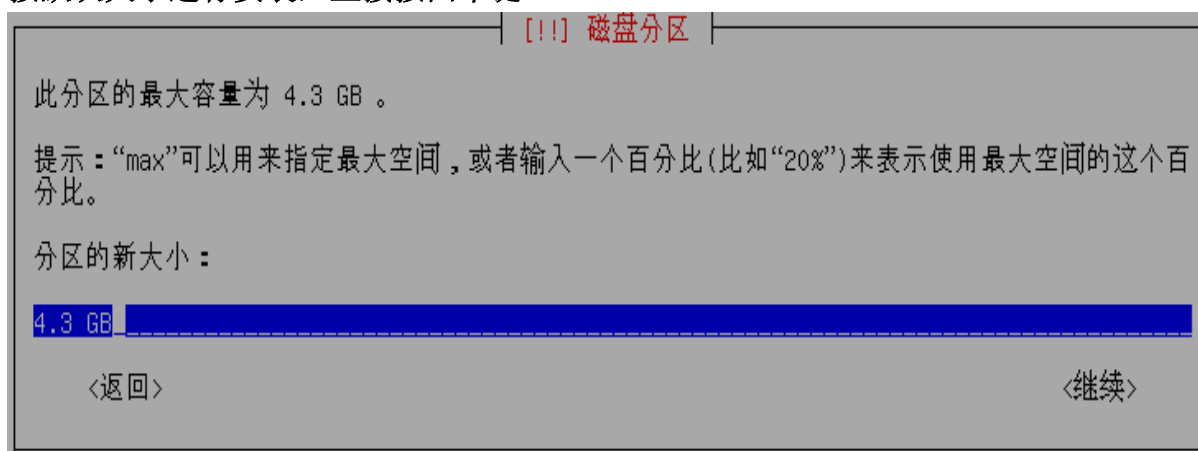 [!!] 磁盘分区
此分区的最大容量为 4.3 GB 。
提示：“max”可以用来指定最大空间，或者输入一个百分比(比如“20%”)来表示使用最大空间的这个百
分比。
分区的新大小：
4.3 GB
<返回>
<继续>